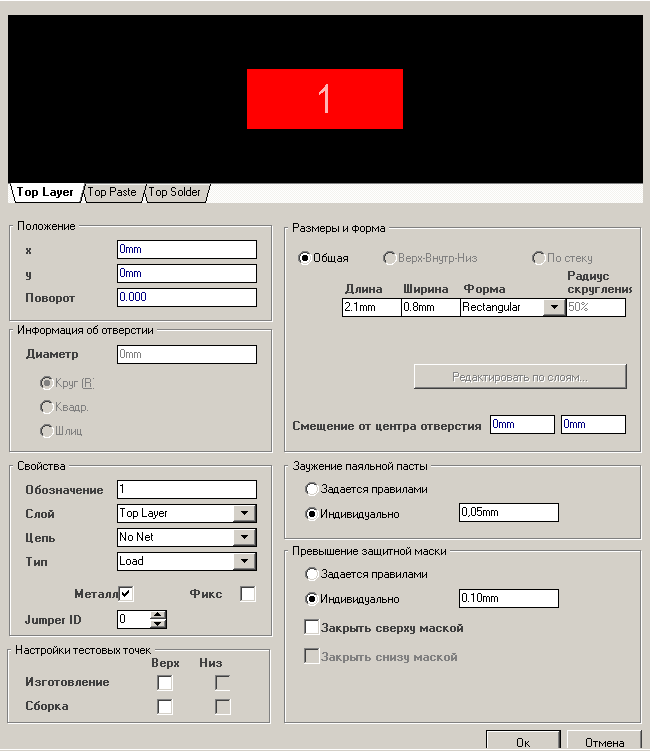 1
Top Layer Top Paste Top Solder
Положение
x 0mm
y 0mm
Поворот 0.000
Информация об отверстии
Диаметр 0mm
Круг (R)
Квадр.
Шлиц
Свойства
Обозначение 1
Слой Top Layer
Цепь No Net
Тип Load
Металл Фикс
Jumper ID 0
Настройки тестовых точек
Верх Низ
Изготовление
Сборка
Размеры и форма
Общая Верх-Внутр-Низ По стеку
Радиус
Длина Ширина Форма скругления
2.1mm 0.8mm Rectangular 50%
Редактировать по слоям...
Смещение от центра отверстия 0mm 0mm
Заужение паяльной пасты
Задается правилами
Индивидуально 0,05mm
Превышение защитной маски
Задается правилами
Индивидуально 0.10mm
Закрыть сверху маской
Закрыть снизу маской
Ок Отмена